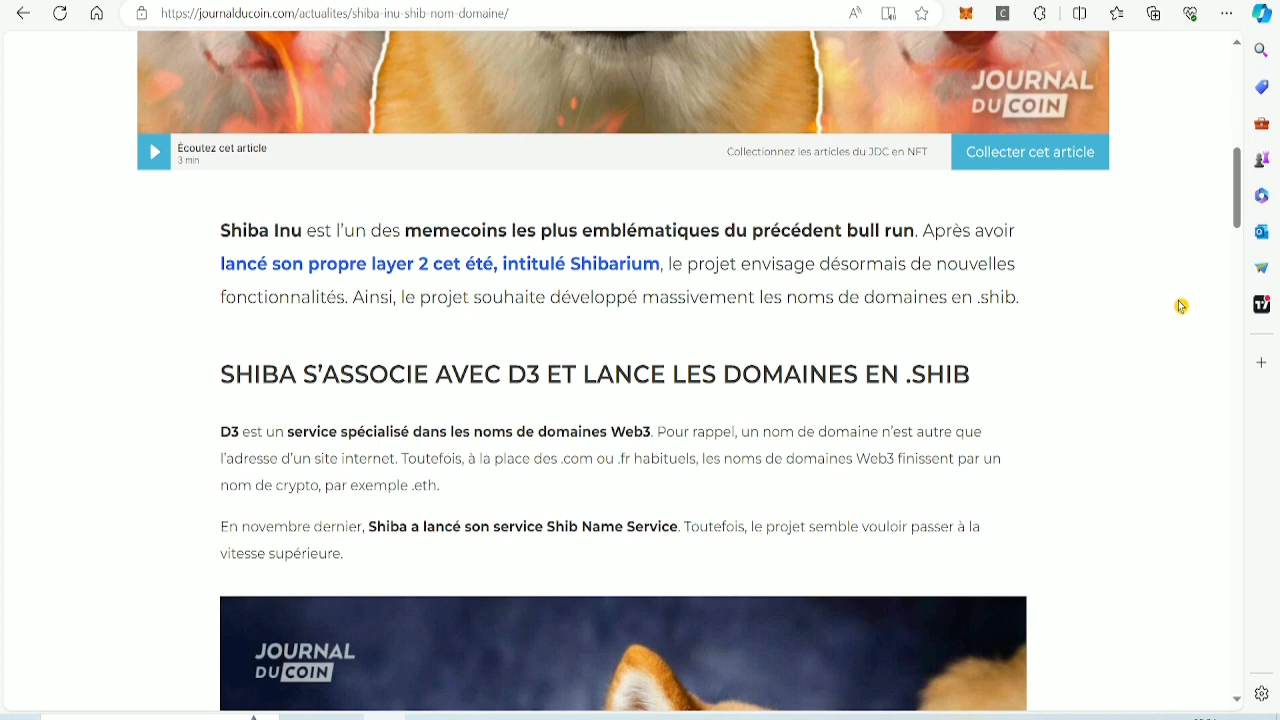 https://journalducoin.com/actualites/shiba-inu-shib-nom-domaine/
JOURNAL
DU COIN
Écoutez cet article
3 min
Collectionnez les articles du JDC en NFT
Collecter cet article
Shiba Inu est l’un des memecoins les plus emblématiques du précédent bull run. Après avoir
lancé son propre layer 2 cet été, intitulé Shibarium, le projet envisage désormais de nouvelles
fonctionnalités. Ainsi, le projet souhaite développé massivement les noms de domaines en .shib.
SHIBA S’ASSOCIE AVEC D3 ET LANCE LES DOMAINES EN .SHIB
D3 est un service spécialisé dans les noms de domaines Web3. Pour rappel, un nom de domaine n’est autre que
l’adresse d’un site internet. Toutefois, à la place des .com ou .fr habituels, les noms de domaines Web3 finissent par un
nom de crypto, par exemple .eth.
En novembre dernier, Shiba a lancé son service Shib Name Service. Toutefois, le projet semble vouloir passer à la
vitesse supérieure.
JOURNAL
DU COIN